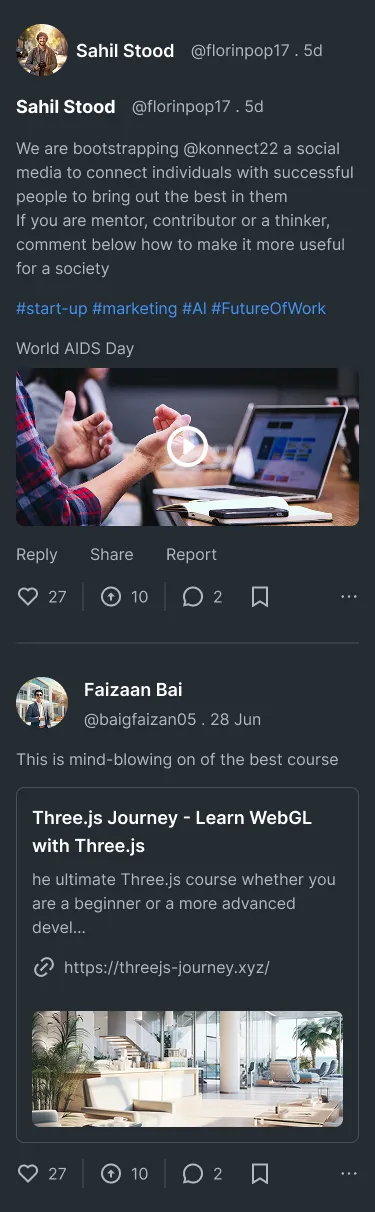 Sahil Stood @florinpop17 . 5d
Sahil Stood @florinpop17 . 5d
We are bootstrapping @konnect22 a social
media to connect individuals with successful
people to bring out the best in them
If you are mentor, contributor or a thinker,
comment below how to make it more useful
for a society
#start-up #marketing #AI #FutureOfWork
World AIDS Day
Reply Share Report
27 10 2
Faizaan Bai
@baigfaizan05 . 28 Jun
This is mind-blowing on of the best course
Three.js Journey - Learn WebGL
with Three.js
he ultimate Three.js course whether you
are a beginner or a more advanced
devel...
https://threejs-journey.xyz/
27 10 2